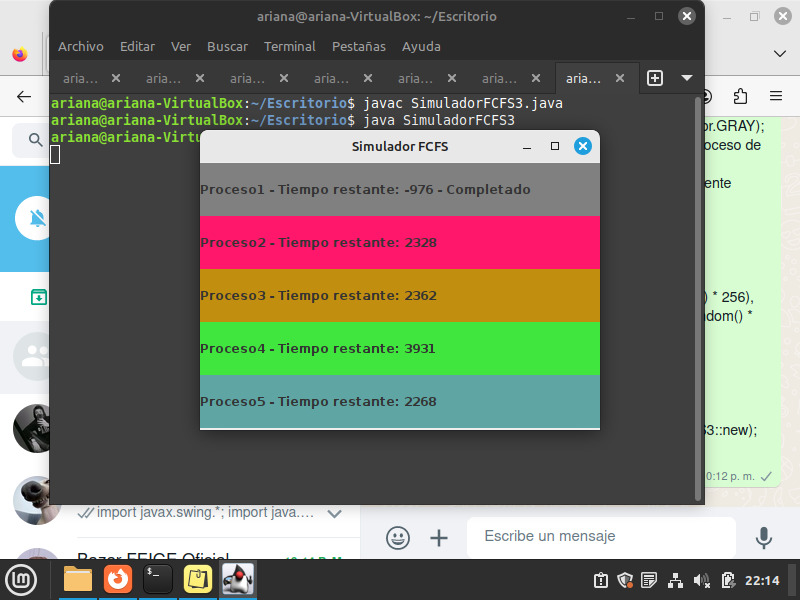 ariana@ariana-VirtualBox: ~/Escritorio
Archivo Editar Ver Buscar Terminal Pestañas Ayuda
aria... aria... aria... aria... aria... aria... aria...
ariana@ariana-VirtualBox:~/Escritorio$ javac SimuladorFCFS3.java
ariana@ariana-VirtualBox:~/Escritorio$ java SimuladorFCFS3
ariana@ariana-Virtu
Simulador FCFS
Proceso1 - Tiempo restante: -976 - Completado
Proceso2 - Tiempo restante: 2328
Proceso3 - Tiempo restante: 2362
Proceso4 - Tiempo restante: 3931
Proceso5 - Tiempo restante: 2268
or.GRAY);
oceso de
ente
) * 256),
ndom() *
S3::new);
0:12 p. m.
import javax.swing.*; import java....
Escribe un mensaje
Bazar FEIGE Oficial
22:14